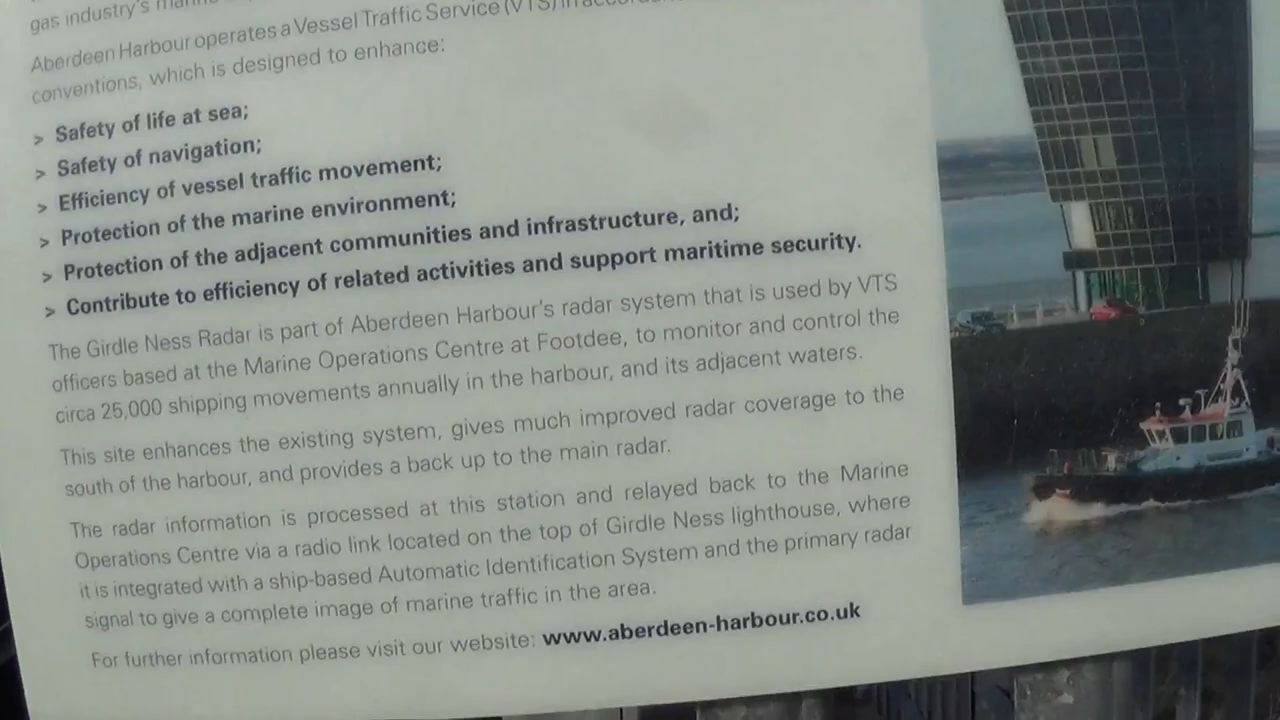 gas industry's
Aberdeen Harbour operates a Vessel Traffic Service (VTS) in
conventions, which is designed to enhance:
> Safety of life at sea;
> Safety of navigation;
> Efficiency of vessel traffic movement;
> Protection of the marine environment;
> Protection of the adjacent communities and infrastructure, and;
> Contribute to efficiency of related activities and support maritime security.
The Girdle Ness Radar is part of Aberdeen Harbour's radar system that is used by VTS
officers based at the Marine Operations Centre at Footdee, to monitor and control the
circa 25,000 shipping movements annually in the harbour, and its adjacent waters.
This site enhances the existing system, gives much improved radar coverage to the
south of the harbour, and provides a back up to the main radar.
The radar information is processed at this station and relayed back to the Marine
Operations Centre via a radio link located on the top of Girdle Ness lighthouse, where
it is integrated with a ship-based Automatic Identification System and the primary radar
signal to give a complete image of marine traffic in the area.
For further information please visit our website: www.aberdeen-harbour.co.uk